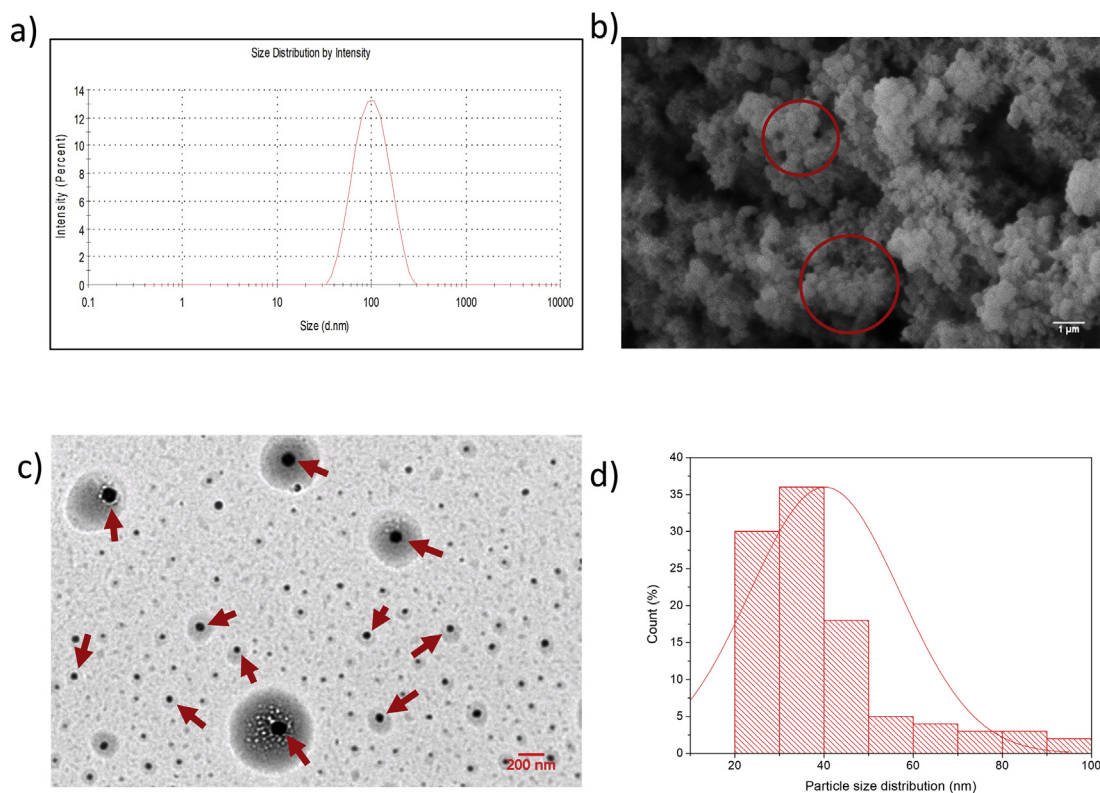 a)
Size Distribution by Intensity
Intensity (Percent)
14
12
10
8
6
4
2
0
0.1 1 10 100 1000 10000
Size (d.nm)
b)
1 µm
c)
200 nm
d)
Count (%)
40
35
30
25
20
15
10
5
0
20 40 60 80 100
Particle size distribution (nm)